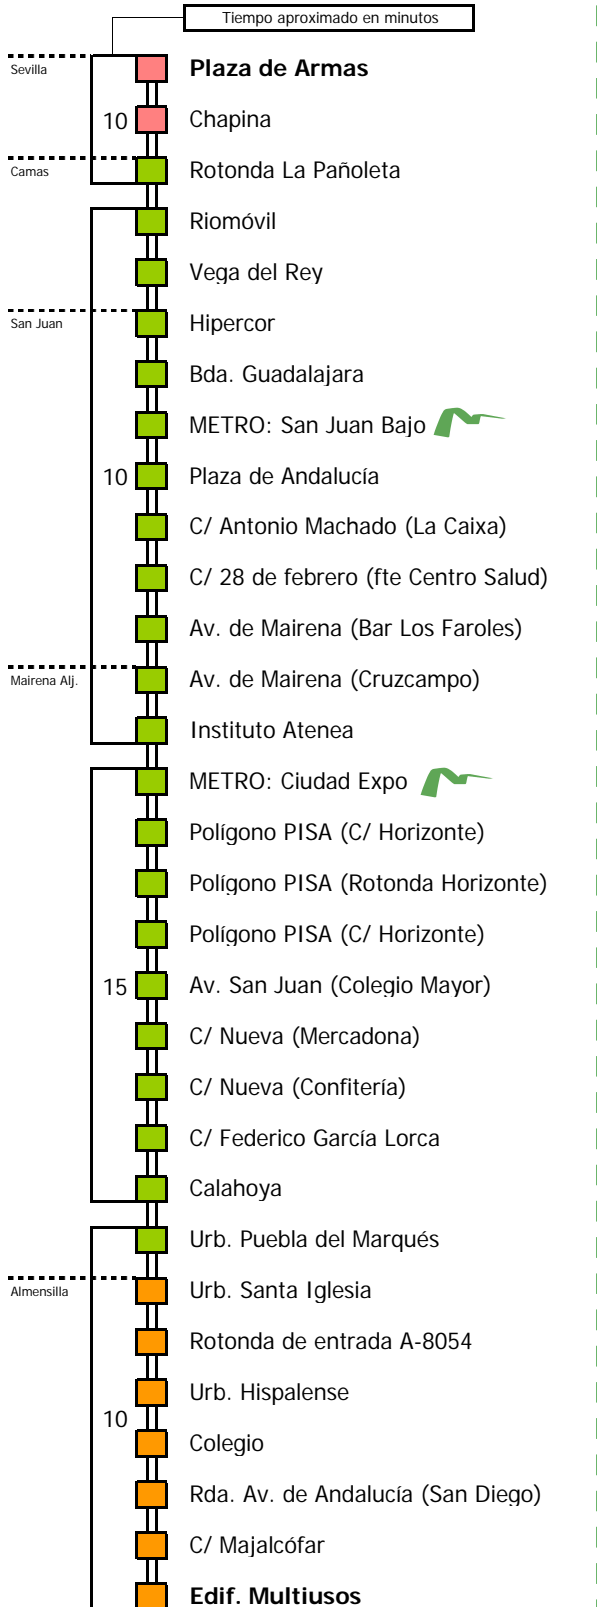 Tiempo aproximado en minutos
Sevilla
Plaza de Armas
10
Chapina
Camas
Rotonda La Pañoleta
Riomóvil
Vega del Rey
San Juan
Hipercor
Bda. Guadalajara
METRO: San Juan Bajo
10
Plaza de Andalucía
C/ Antonio Machado (La Caixa)
C/ 28 de febrero (fte Centro Salud)
Av. de Mairena (Bar Los Faroles)
Mairena Alj.
Av. de Mairena (Cruzcampo)
Instituto Atenea
METRO: Ciudad Expo
Polígono PISA (C/ Horizonte)
Polígono PISA (Rotonda Horizonte)
Polígono PISA (C/ Horizonte)
15
Av. San Juan (Colegio Mayor)
C/ Nueva (Mercadona)
C/ Nueva (Confitería)
C/ Federico García Lorca
Calahoya
Urb. Puebla del Marqués
Almensilla
Urb. Santa Iglesia
Rotonda de entrada A-8054
Urb. Hispalense
10
Colegio
Rda. Av. de Andalucía (San Diego)
C/ Majalcófar
Edif. Multiusos